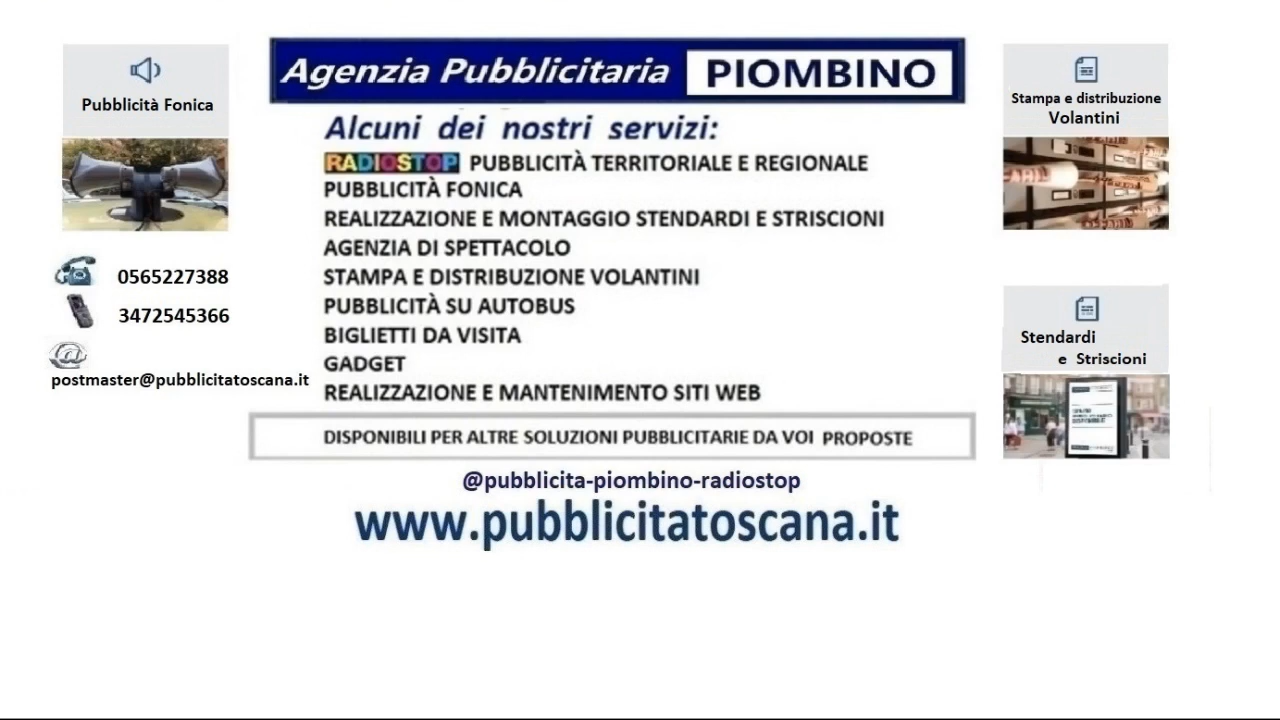 Pubblicità Fonica
0565227388
3472545366
postmaster@pubblicitatoscana.it
Agenzia Pubblicitaria PIOMBINO
Alcuni dei nostri servizi:
RADIOSTOP PUBBLICITÀ TERRITORIALE E REGIONALE
PUBBLICITÀ FONICA
REALIZZAZIONE E MONTAGGIO STENDARDI E STRISCIONI
AGENZIA DI SPETTACOLO
STAMPA E DISTRIBUZIONE VOLANTINI
PUBBLICITÀ SU AUTOBUS
BIGLIETTI DA VISITA
GADGET
REALIZZAZIONE E MANTENIMENTO SITI WEB
DISPONIBILI PER ALTRE SOLUZIONI PUBBLICITARIE DA VOI PROPOSTE
@pubblicita-piombino-radiostop
www.pubblicitatoscana.it
Stampa e distribuzione
Volantini
Stendardi
e Striscioni